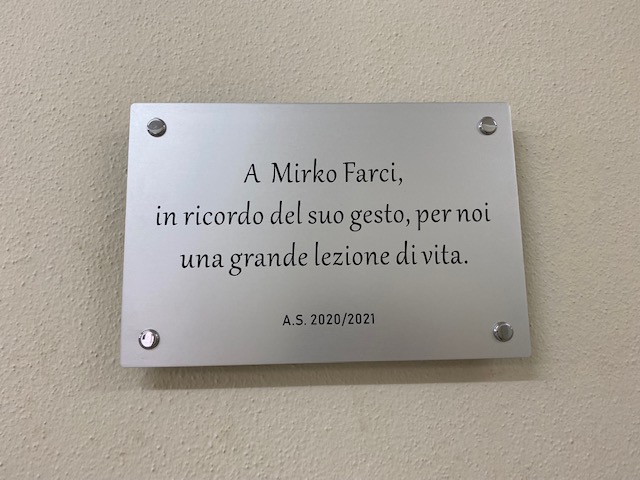 A Mirko Farci,
in ricordo del suo gesto, per noi
una grande lezione di vita.
A.S. 2020/2021